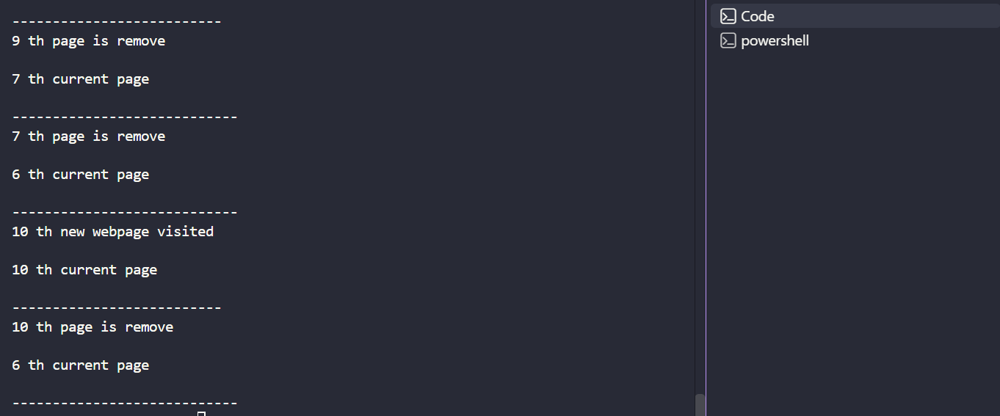 --------------------------
9 th page is remove
7 th current page
----------------------------
7 th page is remove
6 th current page
----------------------------
10 th new webpage visited
10 th current page
--------------------------
10 th page is remove
6 th current page
----------------------------
Code
powershell